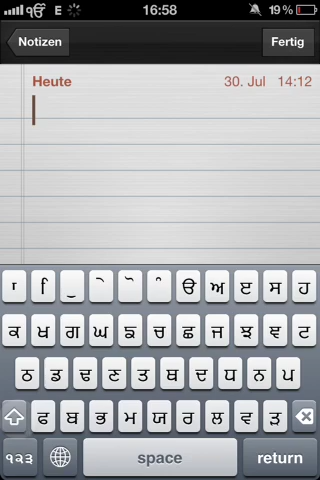 ੴ E 16:58 19 %
Notizen Fertig
Heute 30. Jul 14:12
ੳ ਅ ੲ ਸ ਹ
ਕ ਖ ਗ ਘ ਙ ਚ ਛ ਜ ਝ ਞ ਟ
ਠ ਡ ਢ ਣ ਤ ਥ ਦ ਧ ਨ ਪ
ਫ ਬ ਭ ਮ ਯ ਰ ਲ ਵ ੜ
੧੨੩ space return